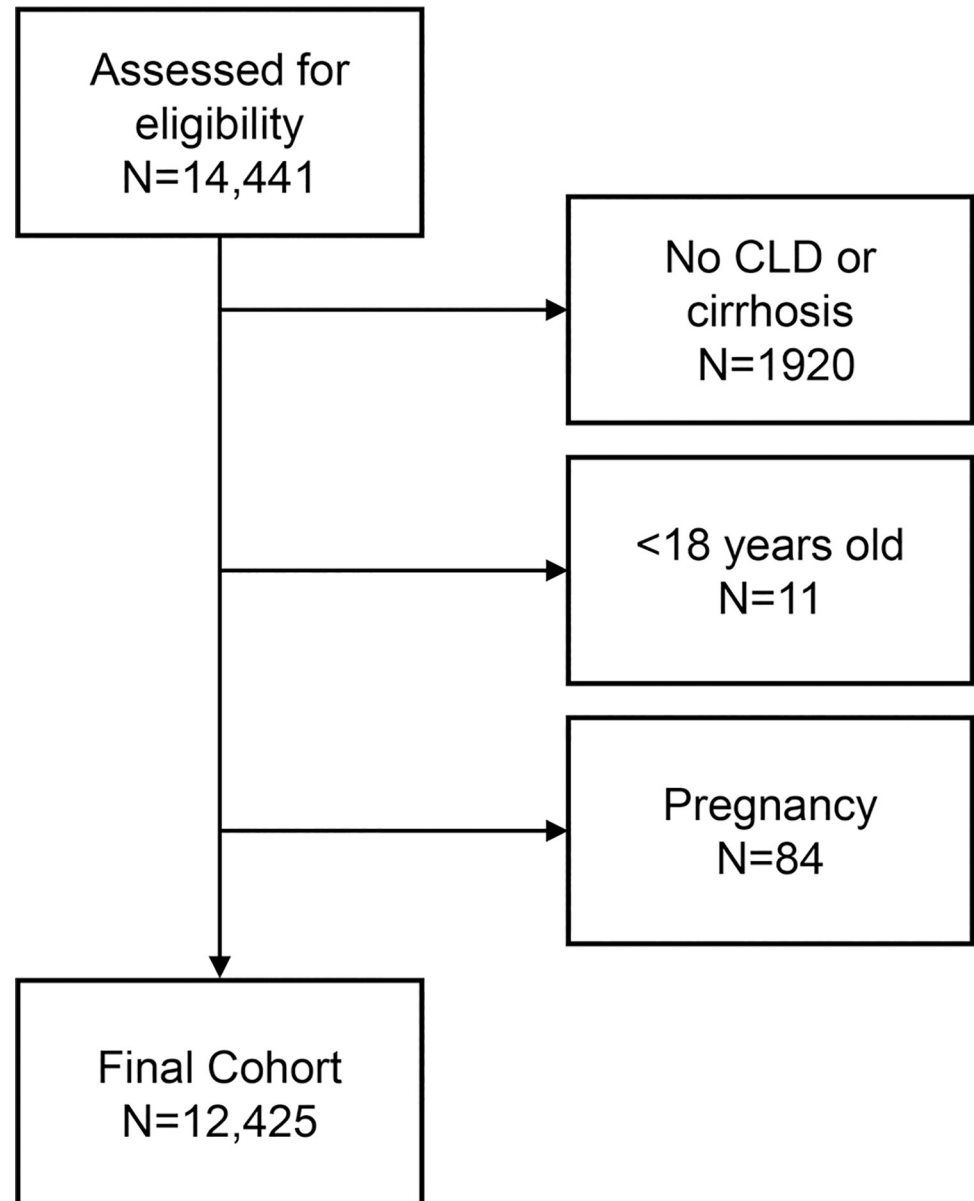 Assessed for
eligibility
N=14,441
No CLD or
cirrhosis
N=1920
<18 years old
N=11
Pregnancy
N=84
Final Cohort
N=12,425